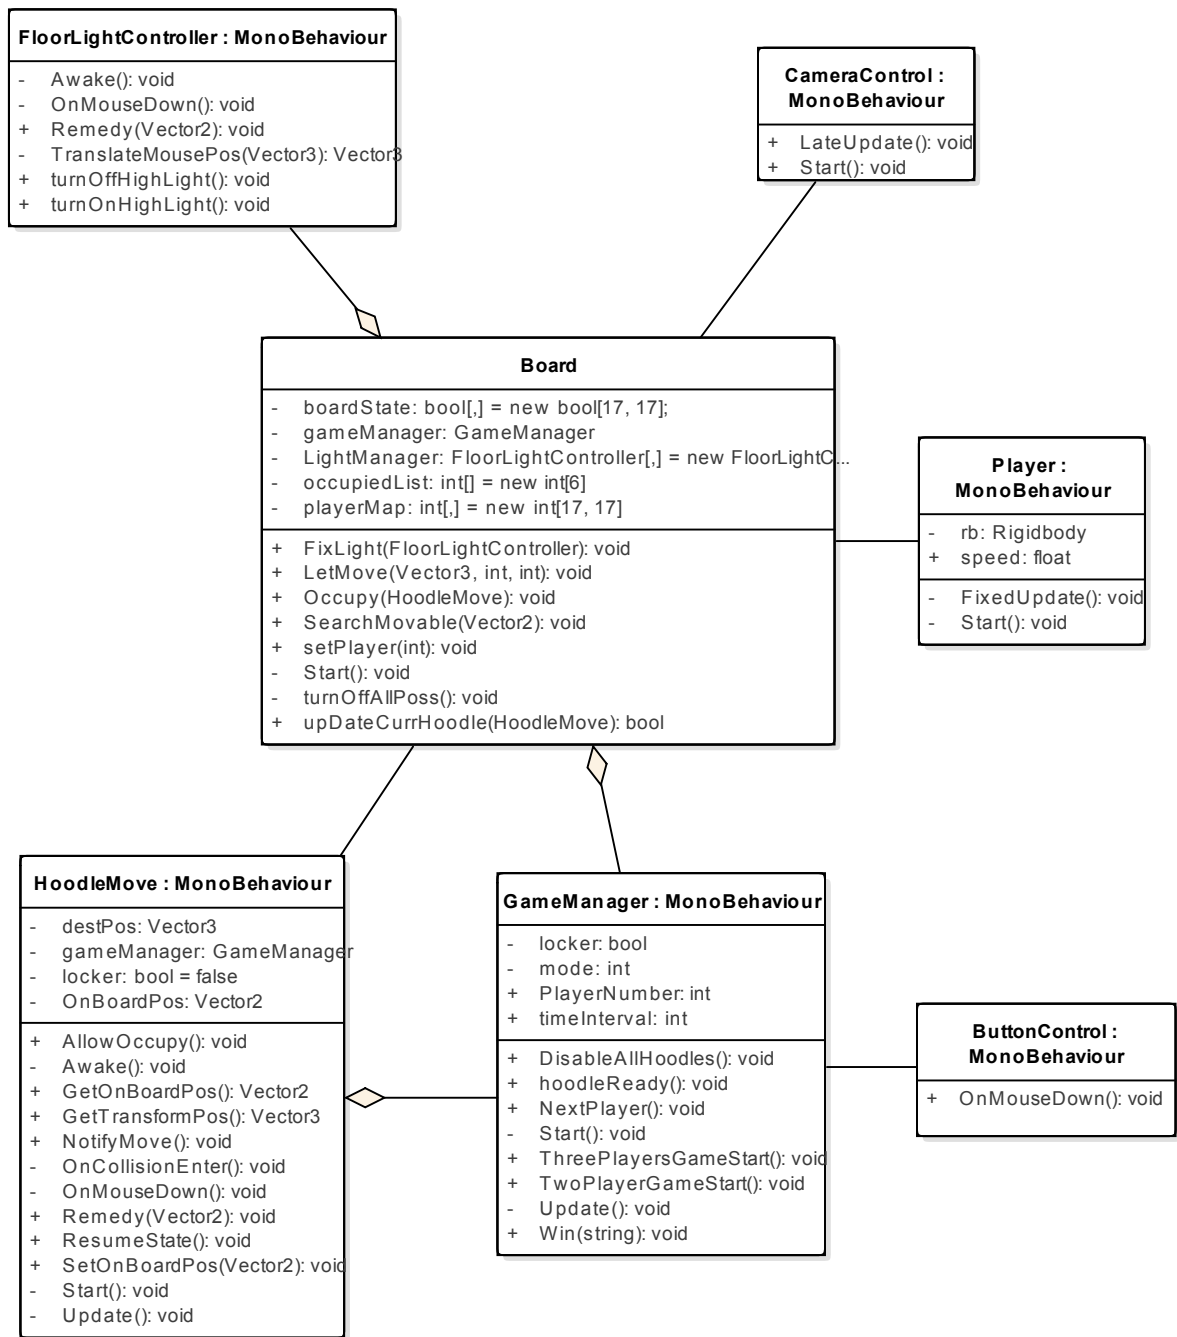 FloorLightController : MonoBehaviour
- Awake(): void
- OnMouseDown(): void
+ Remedy(Vector2): void
- TranslateMousePos(Vector3): Vector3
+ turnOffHighLight(): void
+ turnOnHighLight(): void
CameraControl :
MonoBehaviour
+ LateUpdate(): void
+ Start(): void
Board
- boardState: bool[,] = new bool[17, 17];
- gameManager: GameManager
- LightManager: FloorLightController[,] = new FloorLightC...
- occupiedList: int[] = new int[6]
- playerMap: int[,] = new int[17, 17]
+ FixLight(FloorLightController): void
+ LetMove(Vector3, int, int): void
+ Occupy(HoodleMove): void
+ SearchMovable(Vector2): void
+ setPlayer(int): void
- Start(): void
- turnOffAllPoss(): void
+ upDateCurrHoodle(HoodleMove): bool
Player :
MonoBehaviour
- rb: Rigidbody
+ speed: float
- FixedUpdate(): void
- Start(): void
HoodleMove : MonoBehaviour
- destPos: Vector3
- gameManager: GameManager
- locker: bool = false
- OnBoardPos: Vector2
+ AllowOccupy(): void
- Awake(): void
+ GetOnBoardPos(): Vector2
+ GetTransformPos(): Vector3
+ NotifyMove(): void
- OnCollisionEnter(): void
- OnMouseDown(): void
+ Remedy(Vector2): void
+ ResumeState(): void
+ SetOnBoardPos(Vector2): void
- Start(): void
- Update(): void
GameManager : MonoBehaviour
- locker: bool
- mode: int
+ PlayerNumber: int
+ timeInterval: int
+ DisableAllHoodles(): void
+ hoodleReady(): void
+ NextPlayer(): void
- Start(): void
+ ThreePlayersGameStart(): void
+ TwoPlayerGameStart(): void
- Update(): void
+ Win(string): void
ButtonControl :
MonoBehaviour
+ OnMouseDown(): void